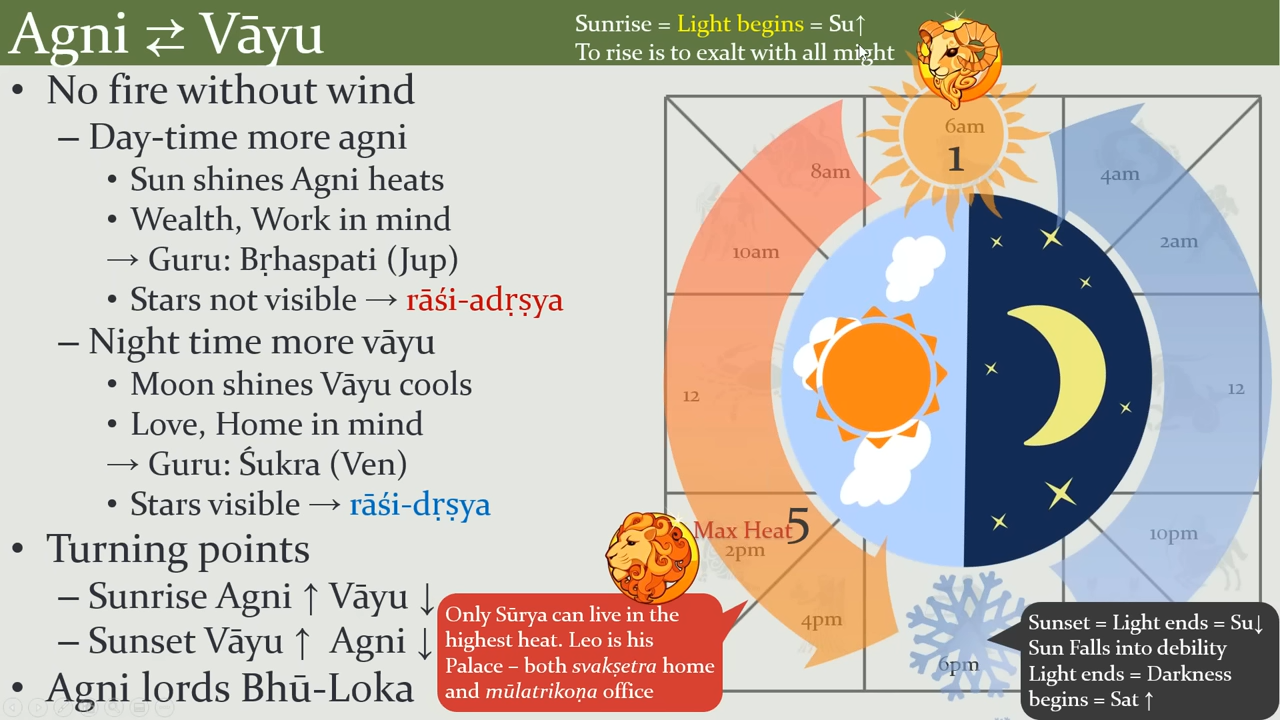 Agni ⇄ Vāyu
Sunrise = Light begins = Su↑
To rise is to exalt with all might
• No fire without wind
– Day-time more agni
• Sun shines Agni heats
• Wealth, Work in mind
→ Guru: Bṛhaspati (Jup)
• Stars not visible → rāśi-adṛṣya
– Night time more vāyu
• Moon shines Vāyu cools
• Love, Home in mind
→ Guru: Śukra (Ven)
• Stars visible → rāśi-dṛṣya
• Turning points
– Sunrise Agni ↑ Vāyu ↓
– Sunset Vāyu ↑ Agni ↓
• Agni lords Bhū-Loka
6am
1
8am
10am
12
Max Heat 5
2pm
4pm
6pm
10pm
12
2am
4am
Only Sūrya can live in the
highest heat. Leo is his
Palace – both svakṣetra home
and mūlatrikoṇa office
Sunset = Light ends = Su↓
Sun Falls into debility
Light ends = Darkness
begins = Sat ↑